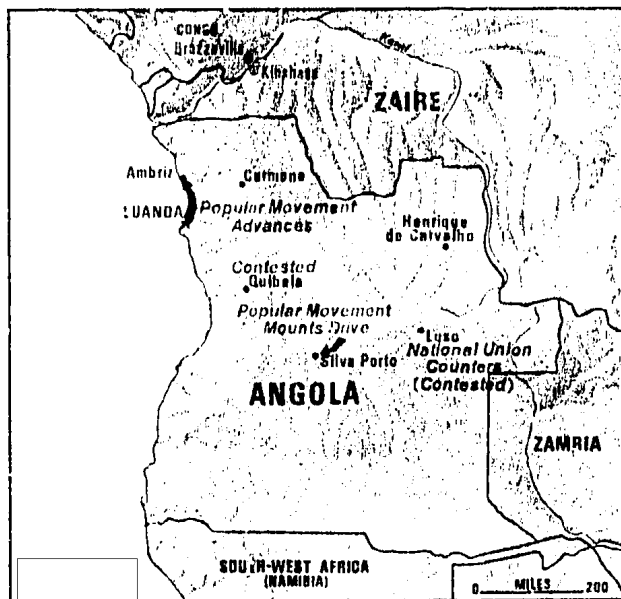 CONGO
Brazzaville
Kinshasa
Kasai
ZAIRE
Ambriz
Carmona
LUANDA
Popular Movement
Advances
Henrique
de Carvalho
Contested
Quibala
Popular Movement
Mounts Drive
Luso
Silva Porto
National Union
Counters
(Contested)
ANGOLA
ZAMBIA
SOUTH-WEST AFRICA
(NAMIBIA)
0 MILES 200